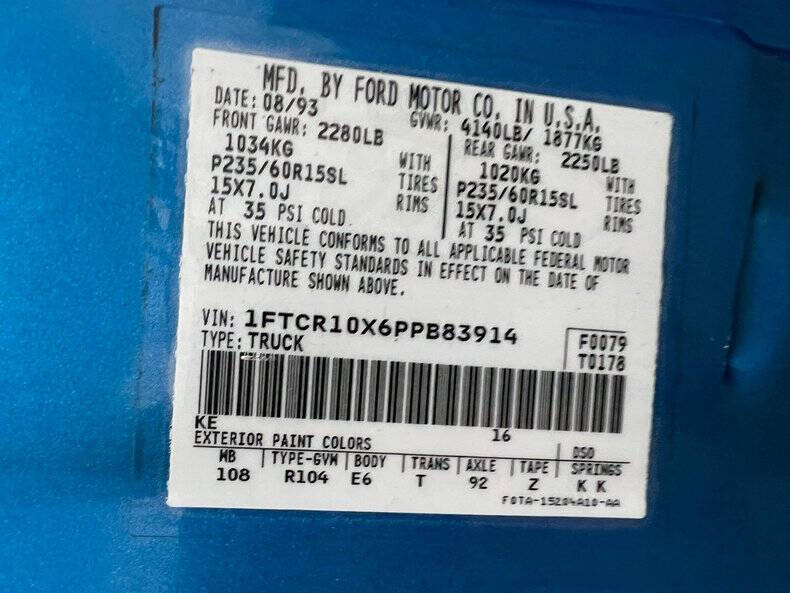 MFD. BY FORD MOTOR CO. IN U.S.A.
DATE: 08/93 GVWR: 4140LB/ 1877KG
FRONT GAWR: 2280LB REAR GAWR: 2250LB
1034KG WITH 1020KG WITH
P235/60R15SL TIRES P235/60R15SL TIRES
15X7.0J RIMS 15X7.0J RIMS
AT 35 PSI COLD AT 35 PSI COLD
THIS VEHICLE CONFORMS TO ALL APPLICABLE FEDERAL MOTOR
VEHICLE SAFETY STANDARDS IN EFFECT ON THE DATE OF
MANUFACTURE SHOWN ABOVE.
VIN: 1FTCR10X6PPB83914 F0079
TYPE: TRUCK T0178
KE 16
EXTERIOR PAINT COLORS DSO
WB TYPE-GVW BODY TRANS AXLE TAPE SPRINGS
108 R104 E6 T 92 Z K K
F0TA-15204A10-AA